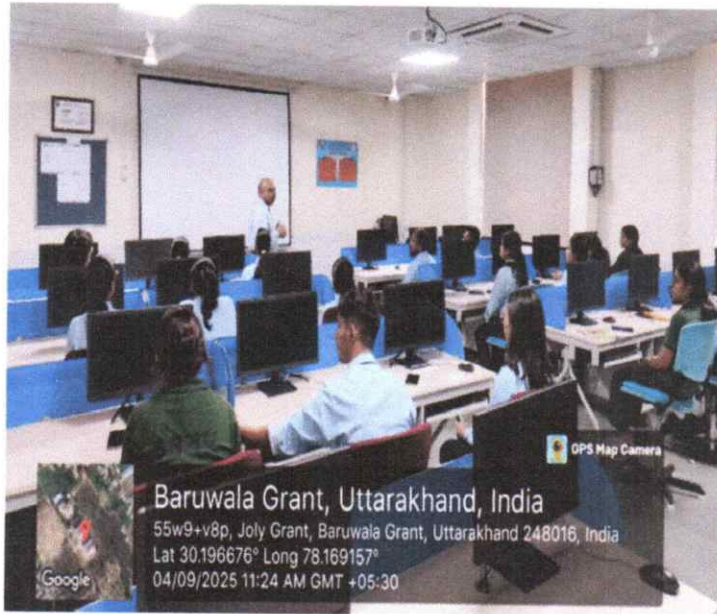 GPS Map Camera
Baruwala Grant, Uttarakhand, India
55w9+v8p, Joly Grant, Baruwala Grant, Uttarakhand 248016, India
Lat 30.196676° Long 78.169157°
04/09/2025 11:24 AM GMT +05:30
Google